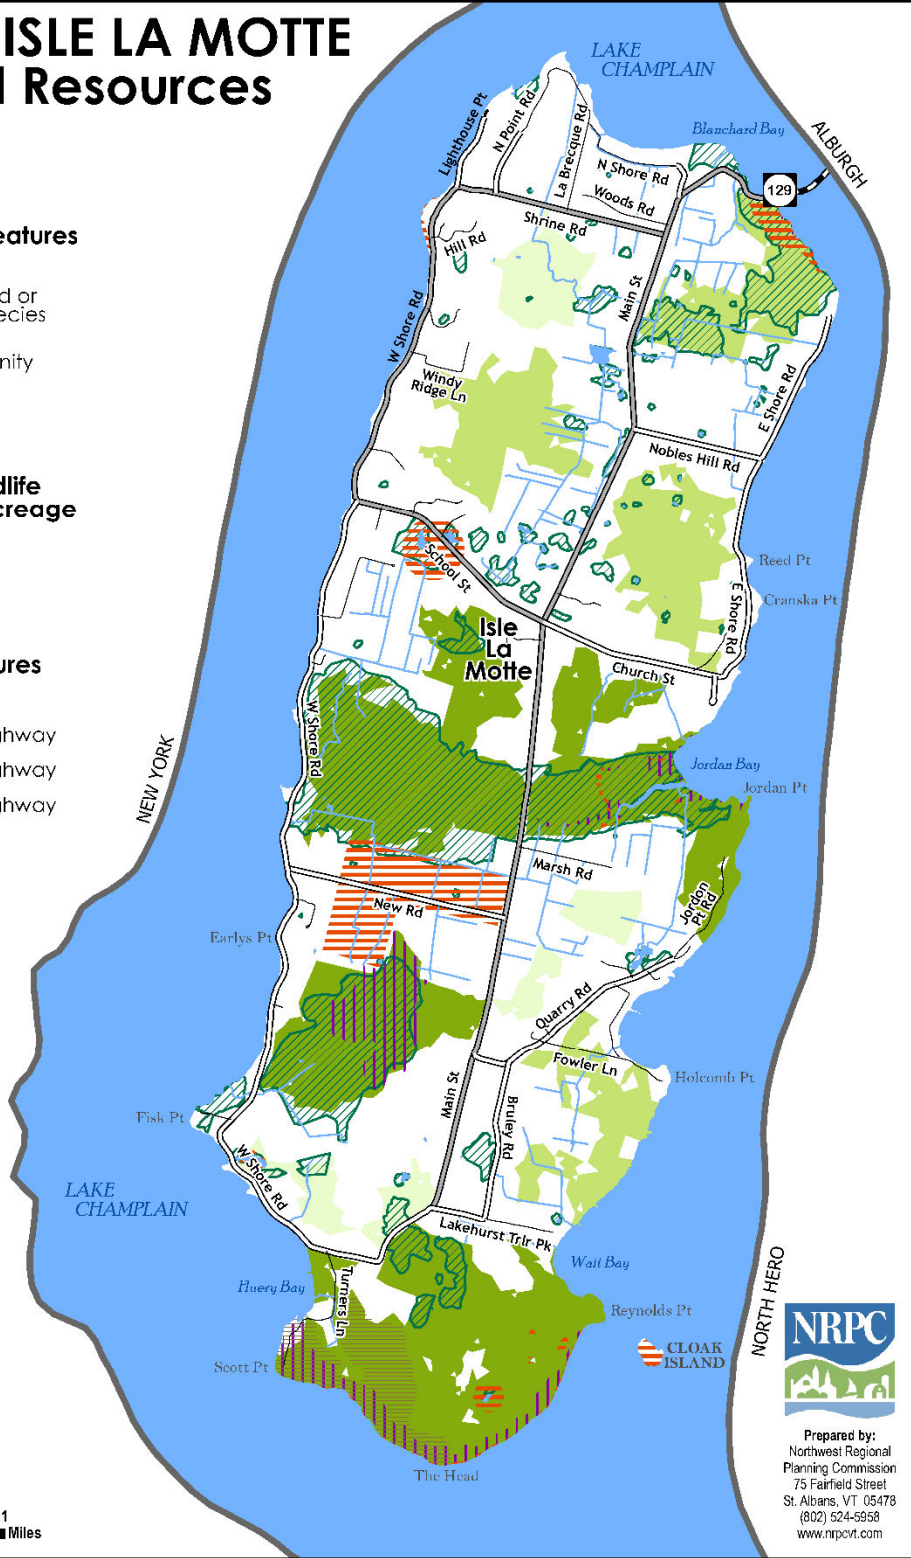 ISLE LA MOTTE
Resources
LAKE
CHAMPLAIN
Blanchard Bay
ALBURGH
129
Lighthouse Pt
N Point Rd
La Brecque Rd
N Shore Rd
Woods Rd
Shrine Rd
Hill Rd
eatures
d or
ecies
nity
Main St
W Shore Rd
Windy
Ridge Ln
E Shore Rd
Nobles Hill Rd
dlife
creage
School St
Reed Pt
Cranska Pt
E Shore Rd
Isle
La
Motte
Church St
ures
ghway
ghway
ghway
W Shore Rd
NEW YORK
Jordan Bay
Jordan Pt
Marsh Rd
Jordon
Pt Rd
New Rd
Earlys Pt
Quarry Rd
Fowler Ln
Holcomb Pt
Main St
Bruley Rd
Fisk Pt
W Shore Rd
LAKE
CHAMPLAIN
Lakehurst Trlr Pk
Wait Bay
Huery Bay
Turners Ln
Reynolds Pt
NORTH HERO
CLOAK
ISLAND
Scott Pt
The Head
NRPC
Prepared by:
Northwest Regional
Planning Commission
75 Fairfield Street
St. Albans, VT 05478
(802) 524-5958
www.nrpcvt.com
1
Miles